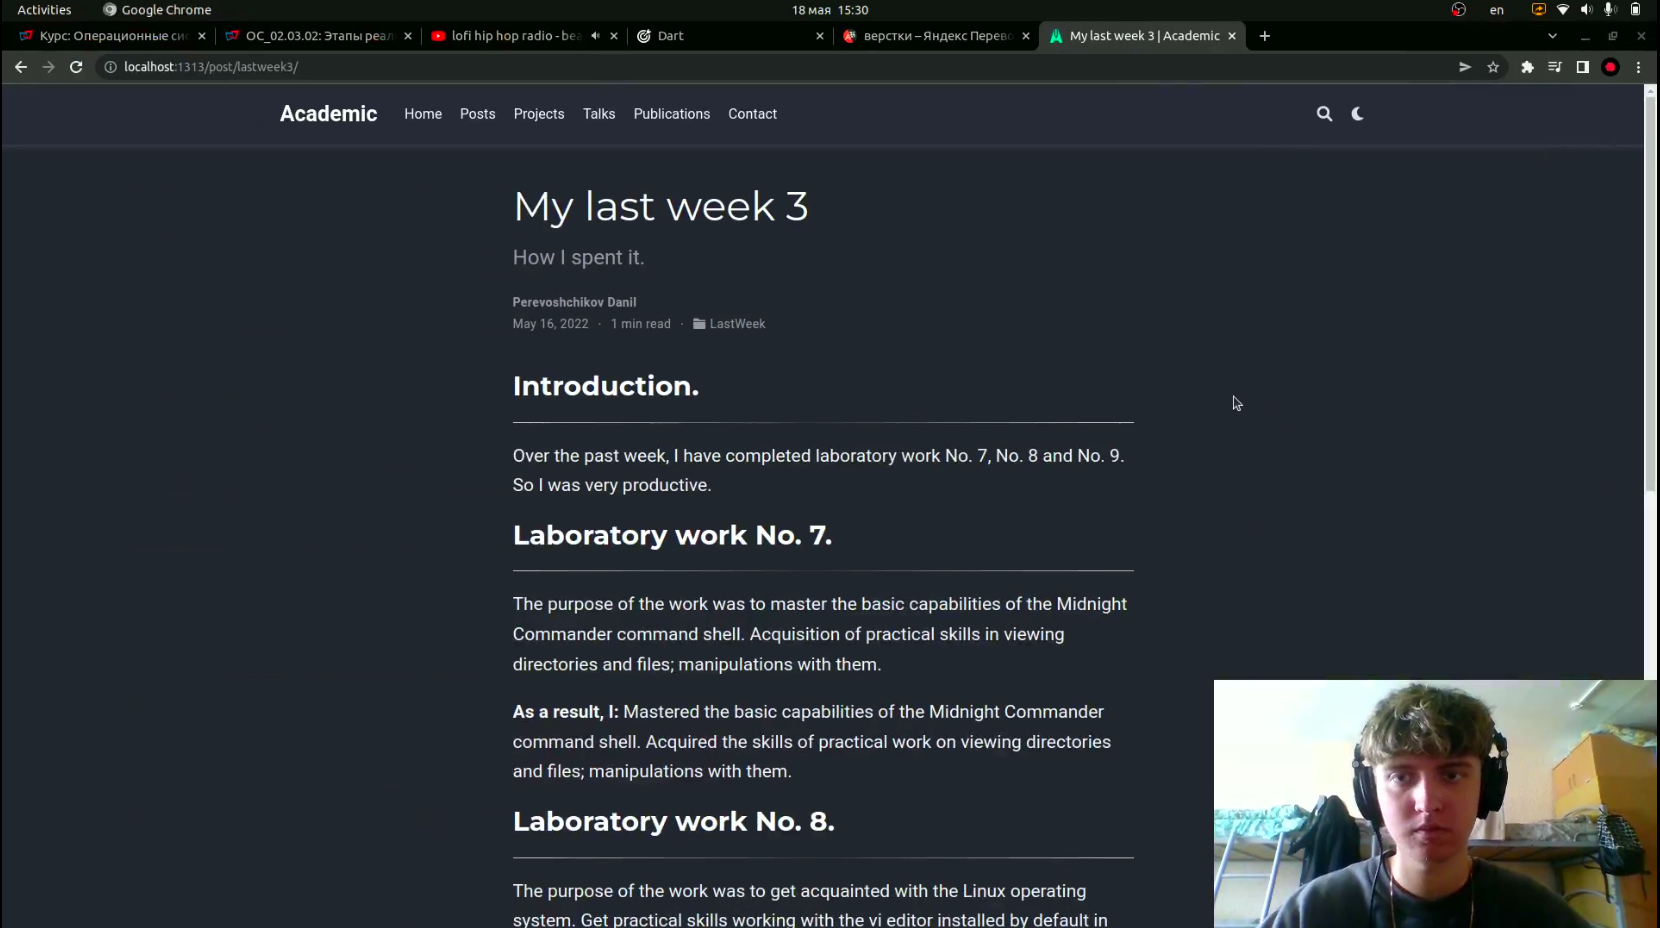 Activities Google Chrome 18 мая 15:30 en
Курс: Операционные сис ОС_02.03.02: Этапы реал lofi hip hop radio - bea Dart верстки – Яндекс Перево My last week 3 | Academic
localhost:1313/post/lastweek3/
Academic Home Posts Projects Talks Publications Contact
My last week 3
How I spent it.
Perevoshchikov Danil
May 16, 2022 · 1 min read · LastWeek
Introduction.
Over the past week, I have completed laboratory work No. 7, No. 8 and No. 9.
So I was very productive.
Laboratory work No. 7.
The purpose of the work was to master the basic capabilities of the Midnight
Commander command shell. Acquisition of practical skills in viewing
directories and files; manipulations with them.
As a result, I: Mastered the basic capabilities of the Midnight Commander
command shell. Acquired the skills of practical work on viewing directories
and files; manipulations with them.
Laboratory work No. 8.
The purpose of the work was to get acquainted with the Linux operating
system. Get practical skills working with the vi editor installed by default in